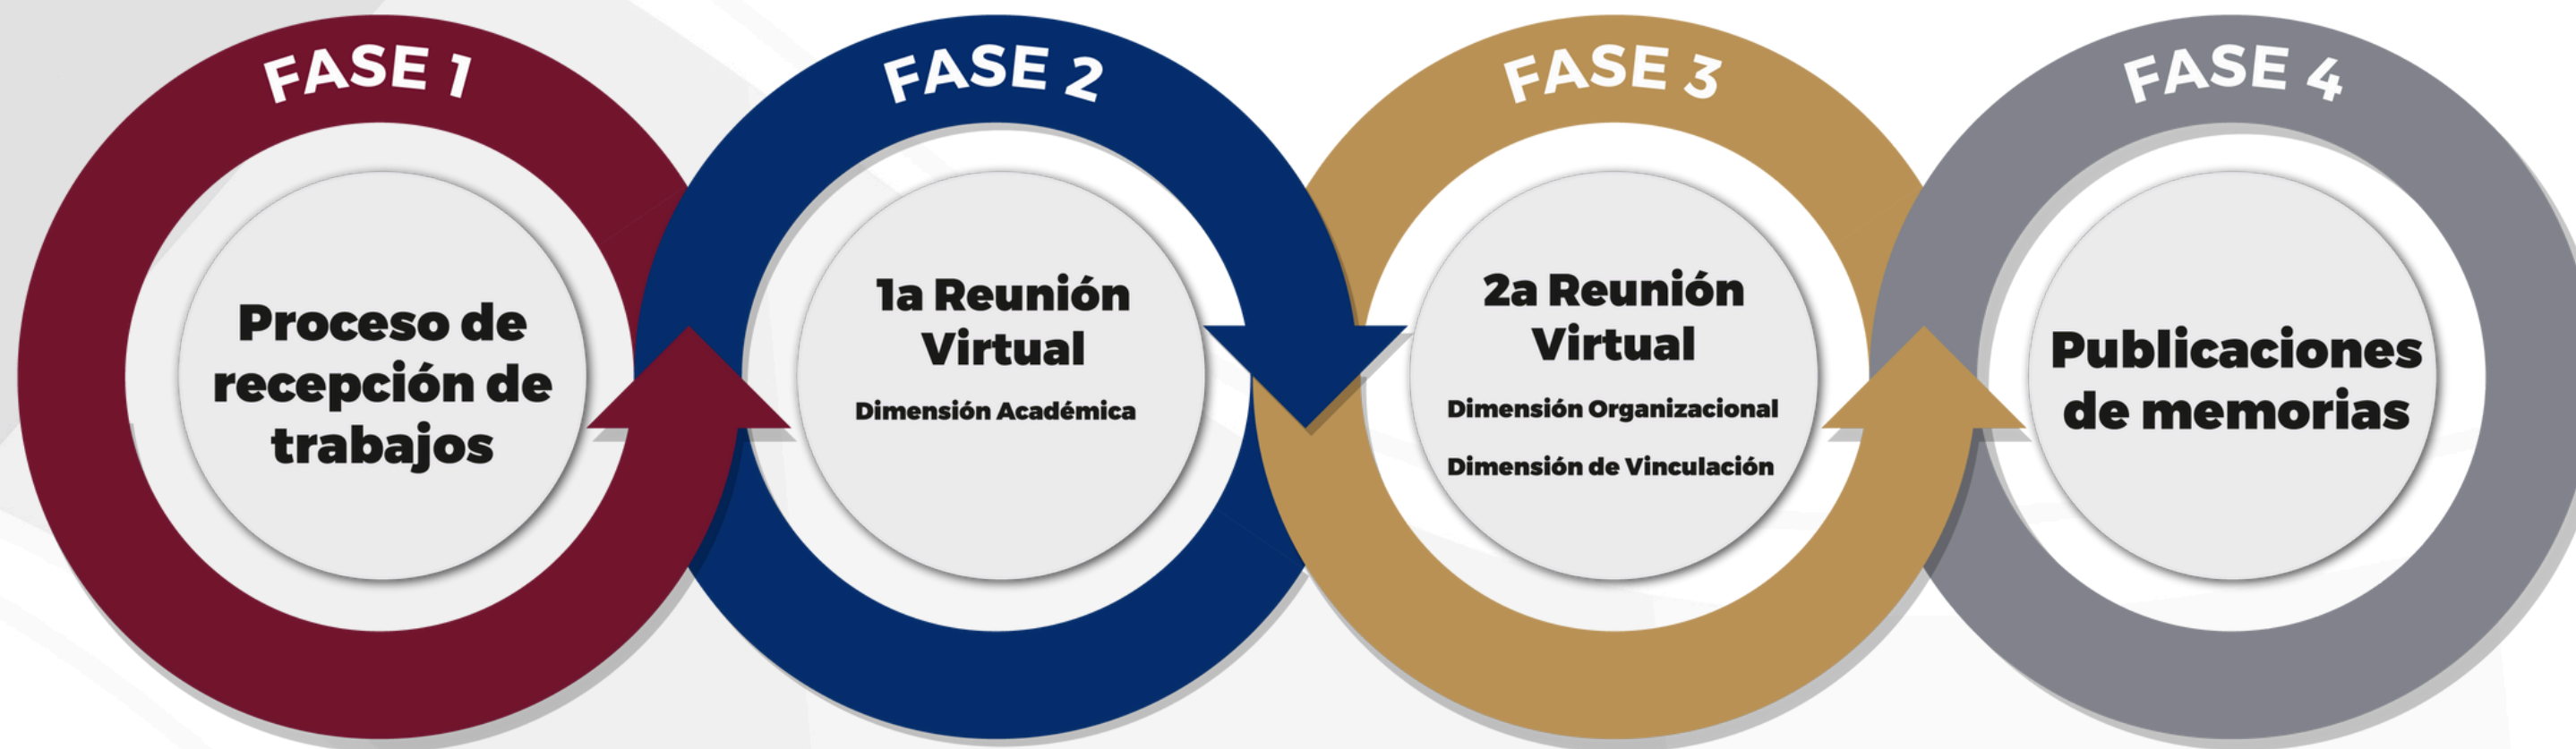 FASE 1
Proceso de
recepción de
trabajos
FASE 2
1a Reunión
Virtual
Dimensión Académica
FASE 3
2a Reunión
Virtual
Dimensión Organizacional
Dimensión de Vinculación
FASE 4
Publicaciones
de memorias